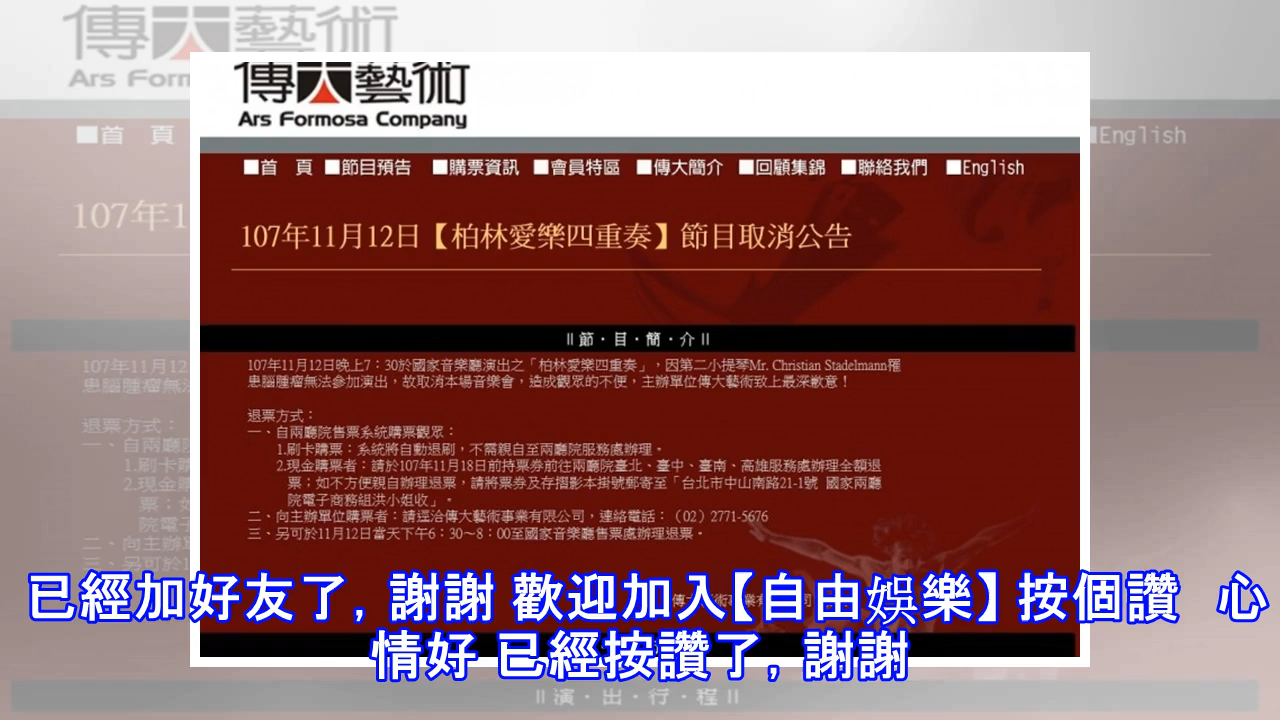 傳大藝術
Ars Formosa Company
■首 頁 ■節目預告 ■購票資訊 ■會員特區 ■傳大簡介 ■回顧集錦 ■聯絡我們 ■English
107年11月12日【柏林愛樂四重奏】節目取消公告
‖節・目・簡・介‖
107年11月12日晚上7：30於國家音樂廳演出之「柏林愛樂四重奏」，因第二小提琴Mr. Christian Stadelmann罹
患腦腫瘤無法參加演出，故取消本場音樂會，造成觀眾的不便，主辦單位傳大藝術致上最深歉意！
退票方式：
一、自兩廳院售票系統購票觀眾：
1.刷卡購票：系統將自動退刷，不需親自至兩廳院服務處辦理。
2.現金購票者：請於107年11月18日前持票券前往兩廳院臺北、臺中、臺南、高雄服務處辦理全額退
票；如不方便親自辦理退票，請將票券及存摺影本掛號郵寄至「台北市中山南路21-1號 國家兩廳
院電子商務組洪小姐收」。
二、向主辦單位購票者：請逕洽傳大藝術事業有限公司，連絡電話：（02）2771-5676
三、另可於11月12日當天下午6：30～8：00至國家音樂廳售票處辦理退票。
已經加好友了, 謝謝 歡迎加入【自由娛樂】按個讚 心
情好 已經按讚了, 謝謝
‖演・出・行・程‖